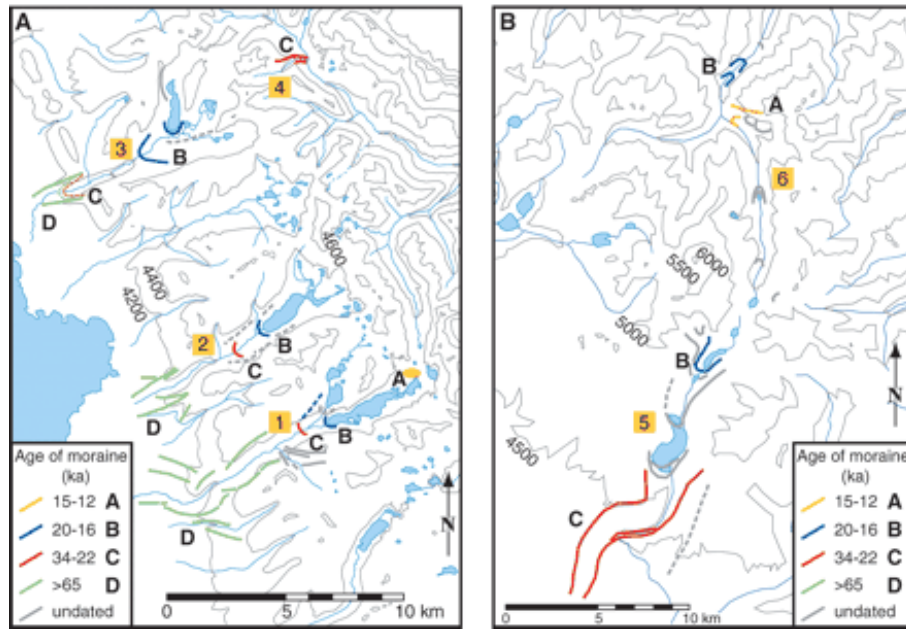 A
C
4
3
B
C
D
4600
4400
4200
2
B
C
A
1
B
C
D
D
N
Age of moraine
(ka)
15-12 A
20-16 B
34-22 C
>65 D
undated
0 5 10 km
B
B
A
6
6000
5500
5000
B
5
4500
C
N
Age of moraine
(ka)
15-12 A
20-16 B
34-22 C
>65 D
undated
0 5 10 km